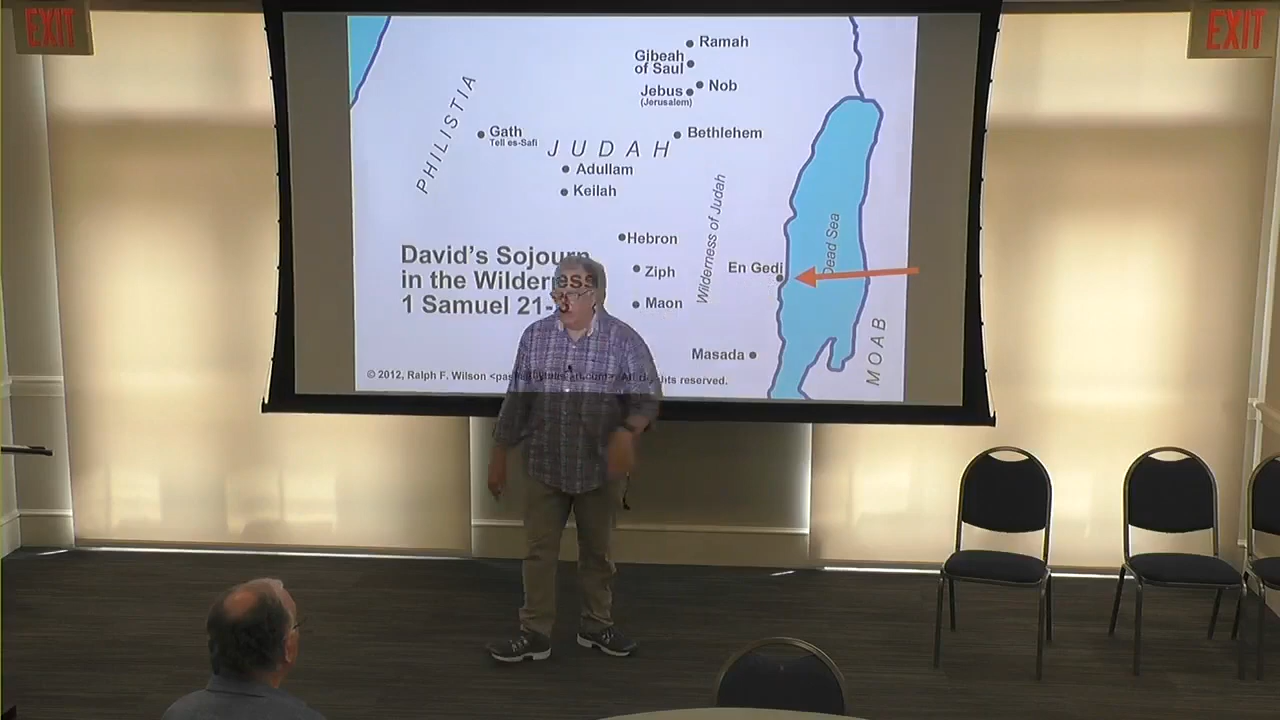 EXIT
EXIT
Ramah
Gibeah
of Saul
Nob
Jebus
(Jerusalem)
PHILISTIA
Gath
Tell es-Safi
Bethlehem
JUDAH
Adullam
Keilah
Wilderness of Judah
Dead Sea
Hebron
David's Sojourn
in the Wilderness
1 Samuel 21-
En Gedi
Ziph
Maon
MOAB
Masada
© 2012, Ralph F. Wilson All rights reserved.